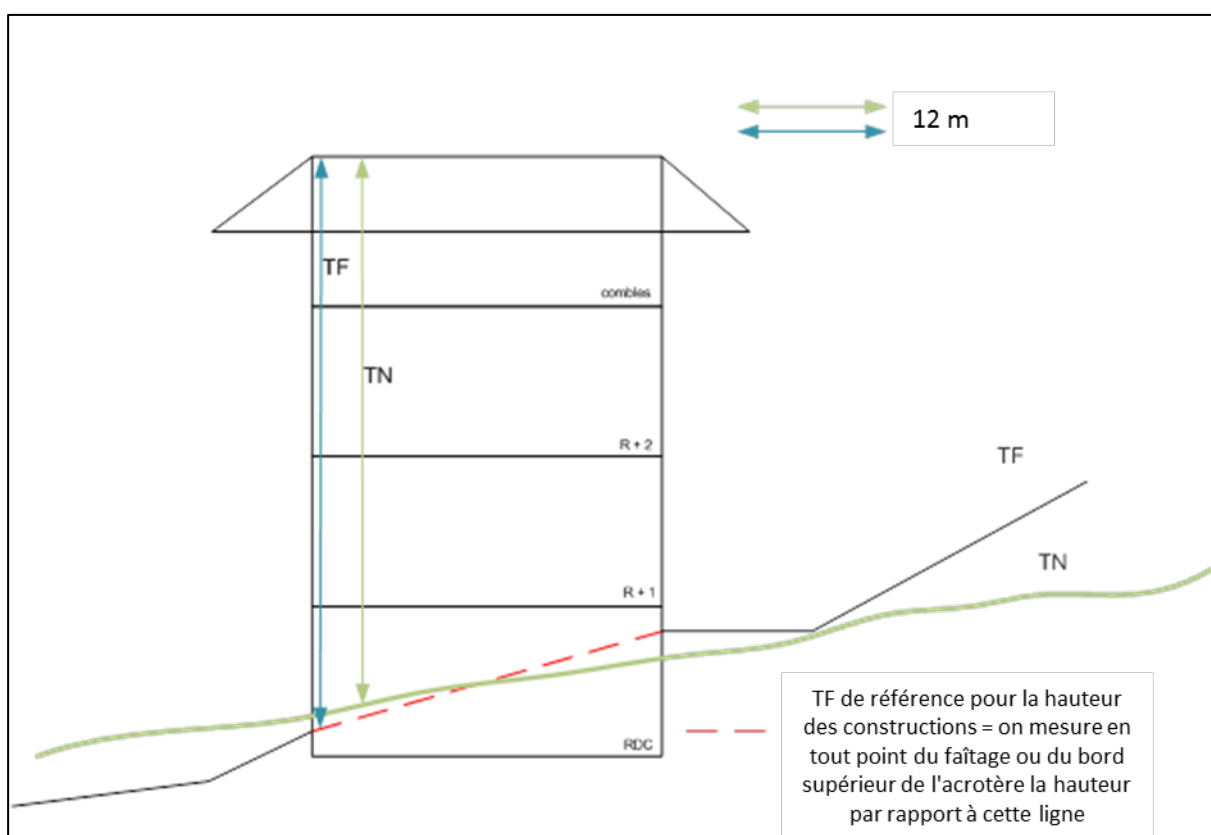 12 m
TF
combles
TN
R + 2
TF
TN
R + 1
RDC
TF de référence pour la hauteur
des constructions = on mesure en
tout point du faîtage ou du bord
supérieur de l'acrotère la hauteur
par rapport à cette ligne